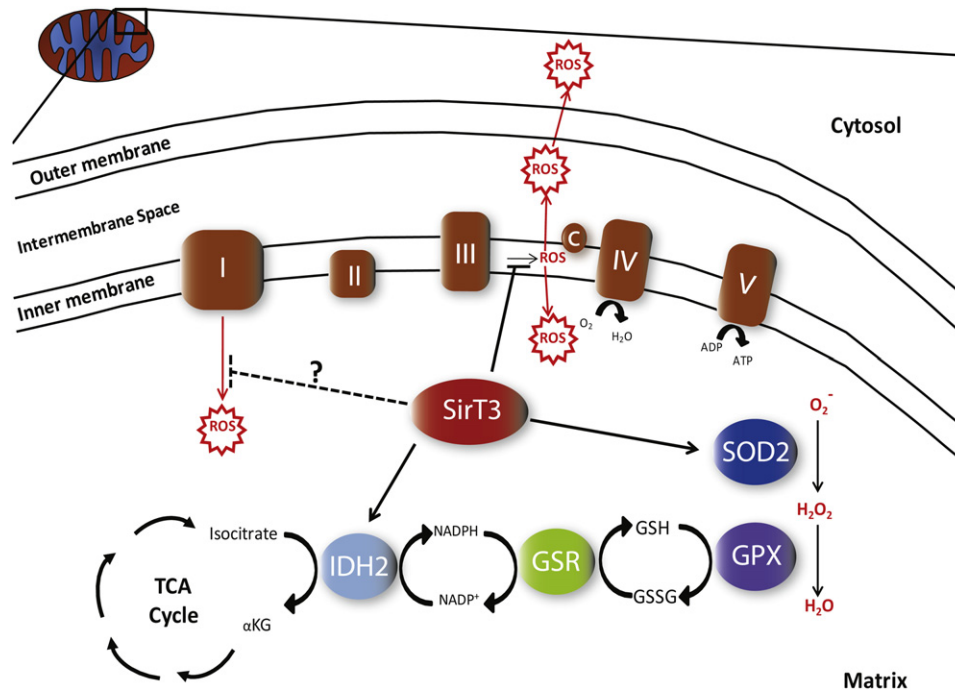 ROS
Cytosol
Outer membrane
ROS
Intermembrane Space
I
II
III
ROS
C
IV
V
Inner membrane
ROS
O₂
H₂O
ADP
ATP
?
ROS
SirT3
SOD2
O₂⁻
H₂O₂
Isocitrate
IDH2
NADPH
GSR
GSH
GPX
TCA
Cycle
NADP⁺
GSSG
H₂O
αKG
Matrix